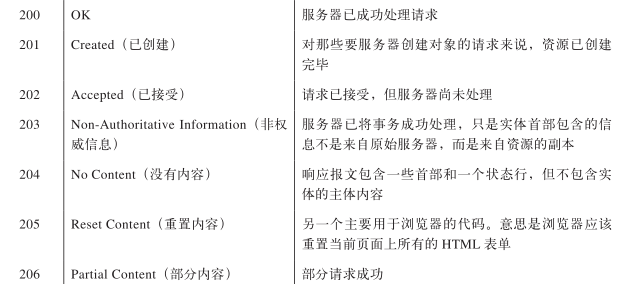 200 OK 服务器已成功处理请求
201 Created（已创建） 对那些要服务器创建对象的请求来说，资源已创建
完毕
202 Accepted（已接受） 请求已接受，但服务器尚未处理
203 Non-Authoritative Information（非权 服务器已将事务成功处理，只是实体首部包含的信
威信息） 息不是来自原始服务器，而是来自资源的副本
204 No Content（没有内容） 响应报文包含一些首部和一个状态行，但不包含实
体的主体内容
205 Reset Content（重置内容） 另一个主要用于浏览器的代码。意思是浏览器应该
重置当前页面上所有的 HTML 表单
206 Partial Content（部分内容） 部分请求成功